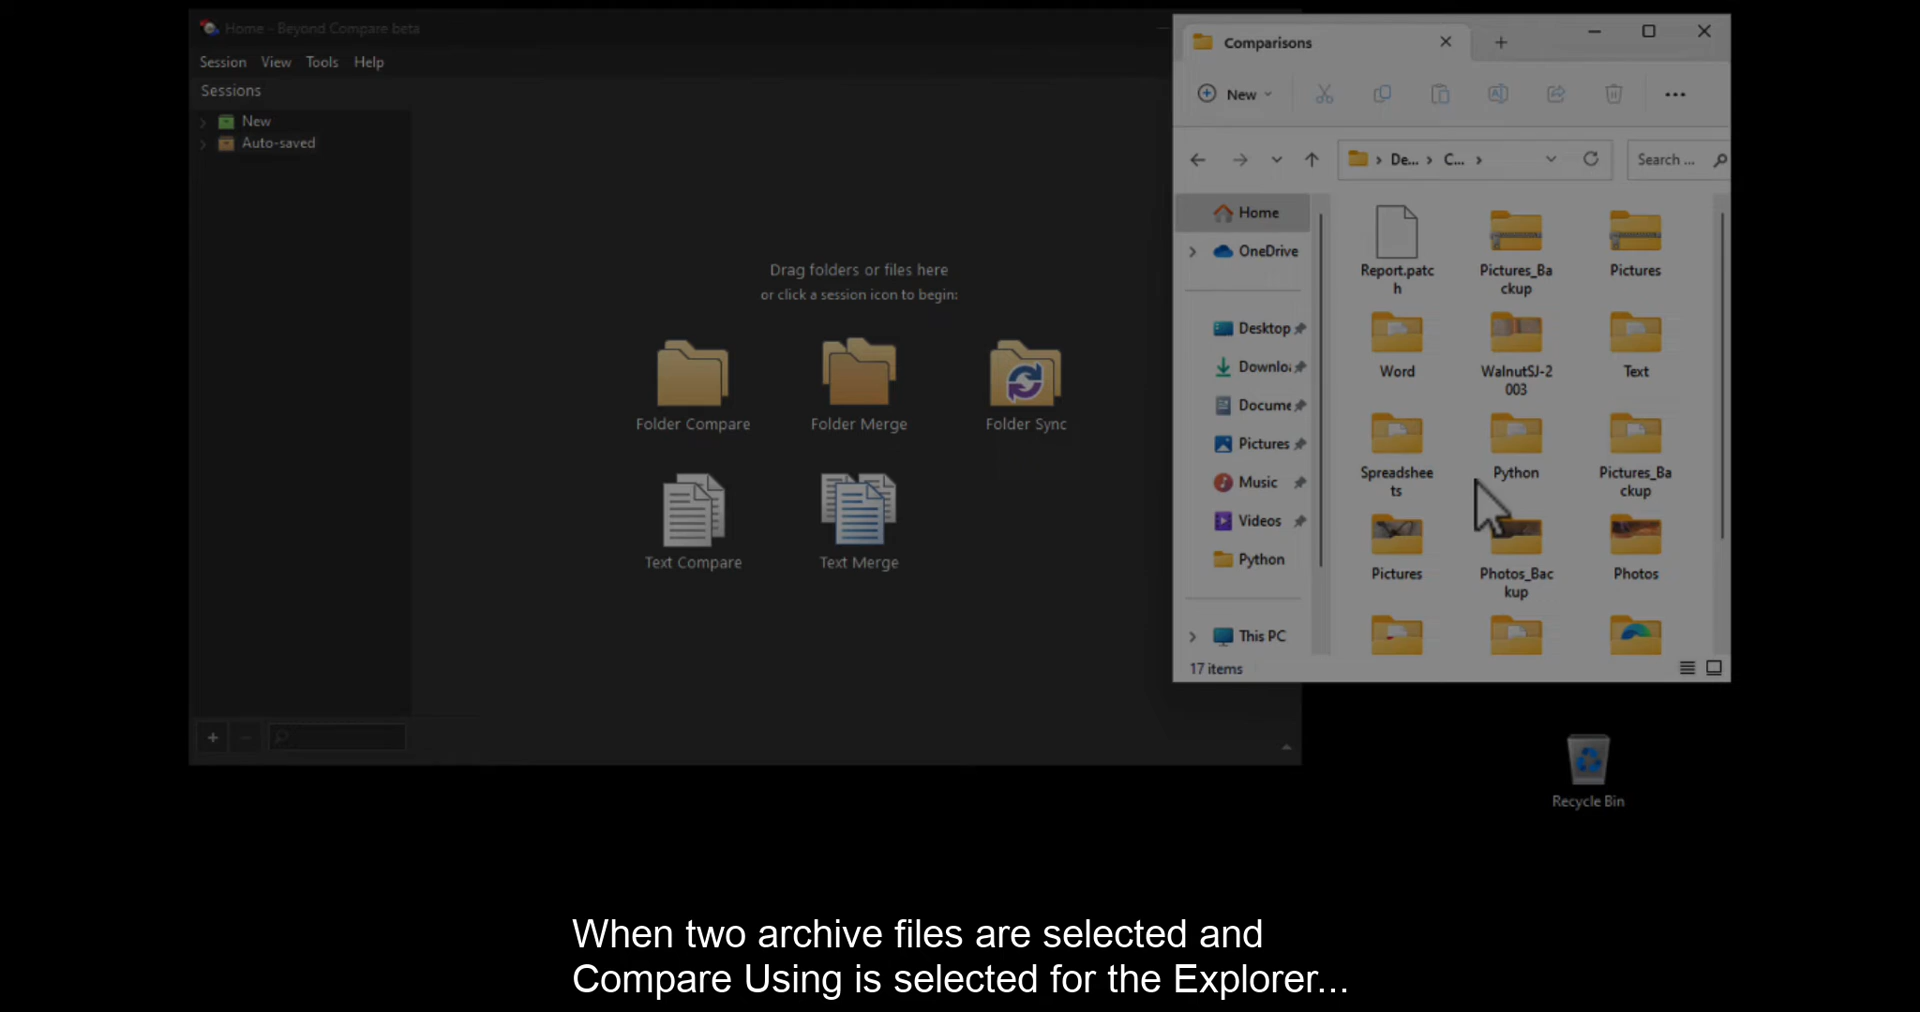 Home - Beyond Compare beta
Session View Tools Help
Sessions
New
Auto-saved
Drag folders or files here
or click a session icon to begin:
Folder Compare
Folder Merge
Folder Sync
Text Compare
Text Merge
Comparisons
New
De... C...
Search ...
Home
OneDrive
Desktop
Downloa
Docume
Pictures
Music
Videos
Python
This PC
17 items
Report.patc
h
Pictures_Ba
ckup
Pictures
Word
WalnutSJ-2
003
Text
Spreadshee
ts
Python
Pictures_Ba
ckup
Pictures
Photos_Bac
kup
Photos
Recycle Bin
When two archive files are selected and
Compare Using is selected for the Explorer...